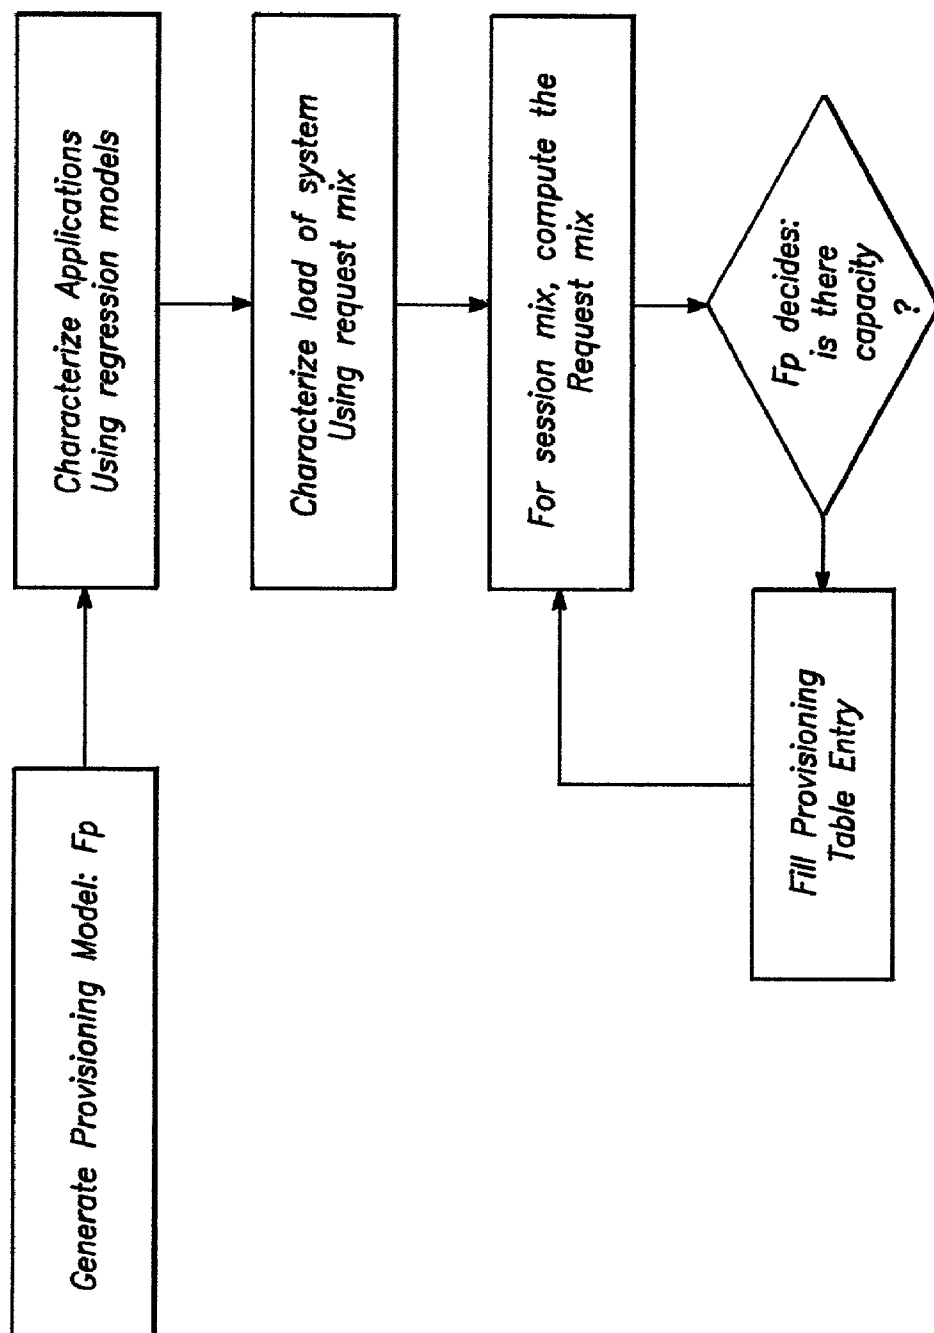 Generate Provisioning Model: Fp
Characterize Applications
Using regression models
Characterize load of system
Using request mix
For session mix, compute the
Request mix
Fp decides:
is there
capacity
?
Fill Provisioning
Table Entry